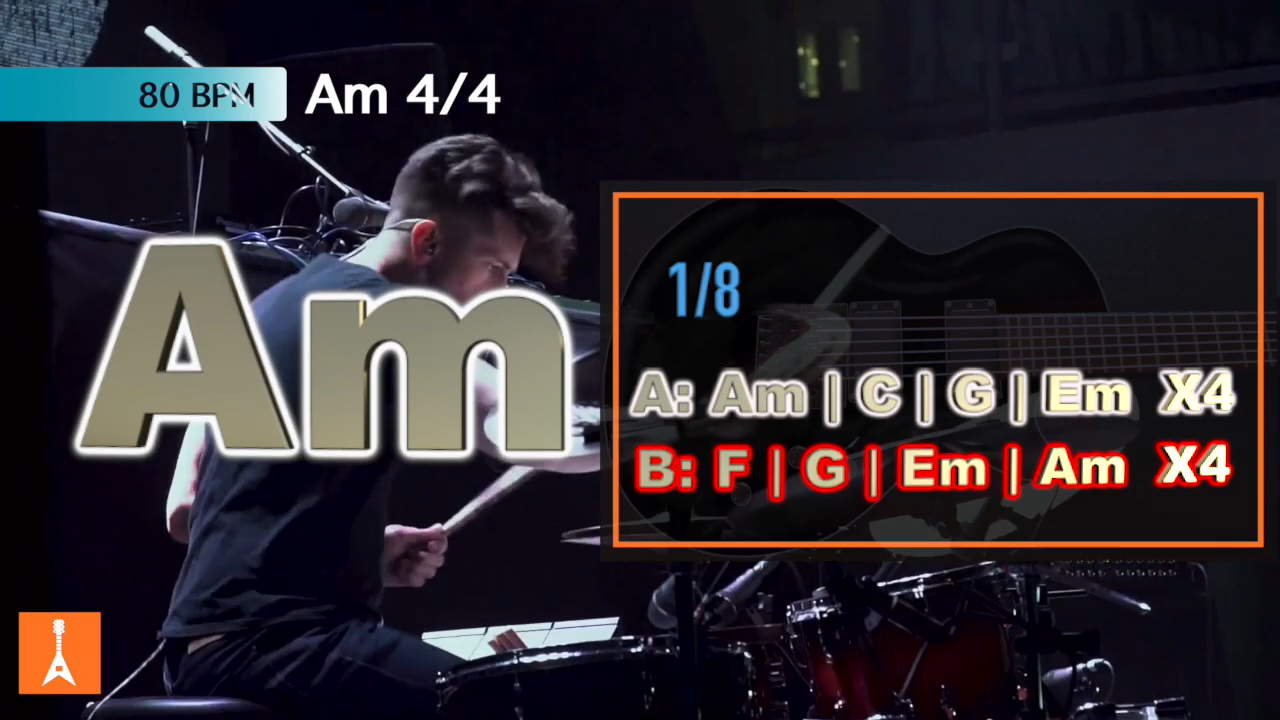 80 BPM Am 4/4
Am
1/8
A: Am | C | G | Em X4
B: F | G | Em | Am X4